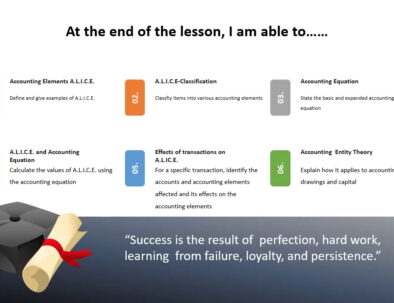 At the end of the lesson, I am able to……
Accounting Elements A.L.I.C.E.
Define and give examples of A.L.I.C.E.
02.
A.L.I.C.E-Classification
Classfiy items into various accounting elements
03.
Accounting Equation
State the basic and expanded accounting
equation
A.L.I.C.E. and Accounting
Equation
Calculate the values of A.L.I.C.E. using
the accounting equation
05.
Effects of transactions on
A.L.IC.E.
For a specific transaction, identify the
accounts and accounting elements
affected and its effects on the
accounting elements
06.
Accounting Entity Theory
Explain how it applies to accounting
drawings and capital
“Success is the result of perfection, hard work,
learning from failure, loyalty, and persistence.”